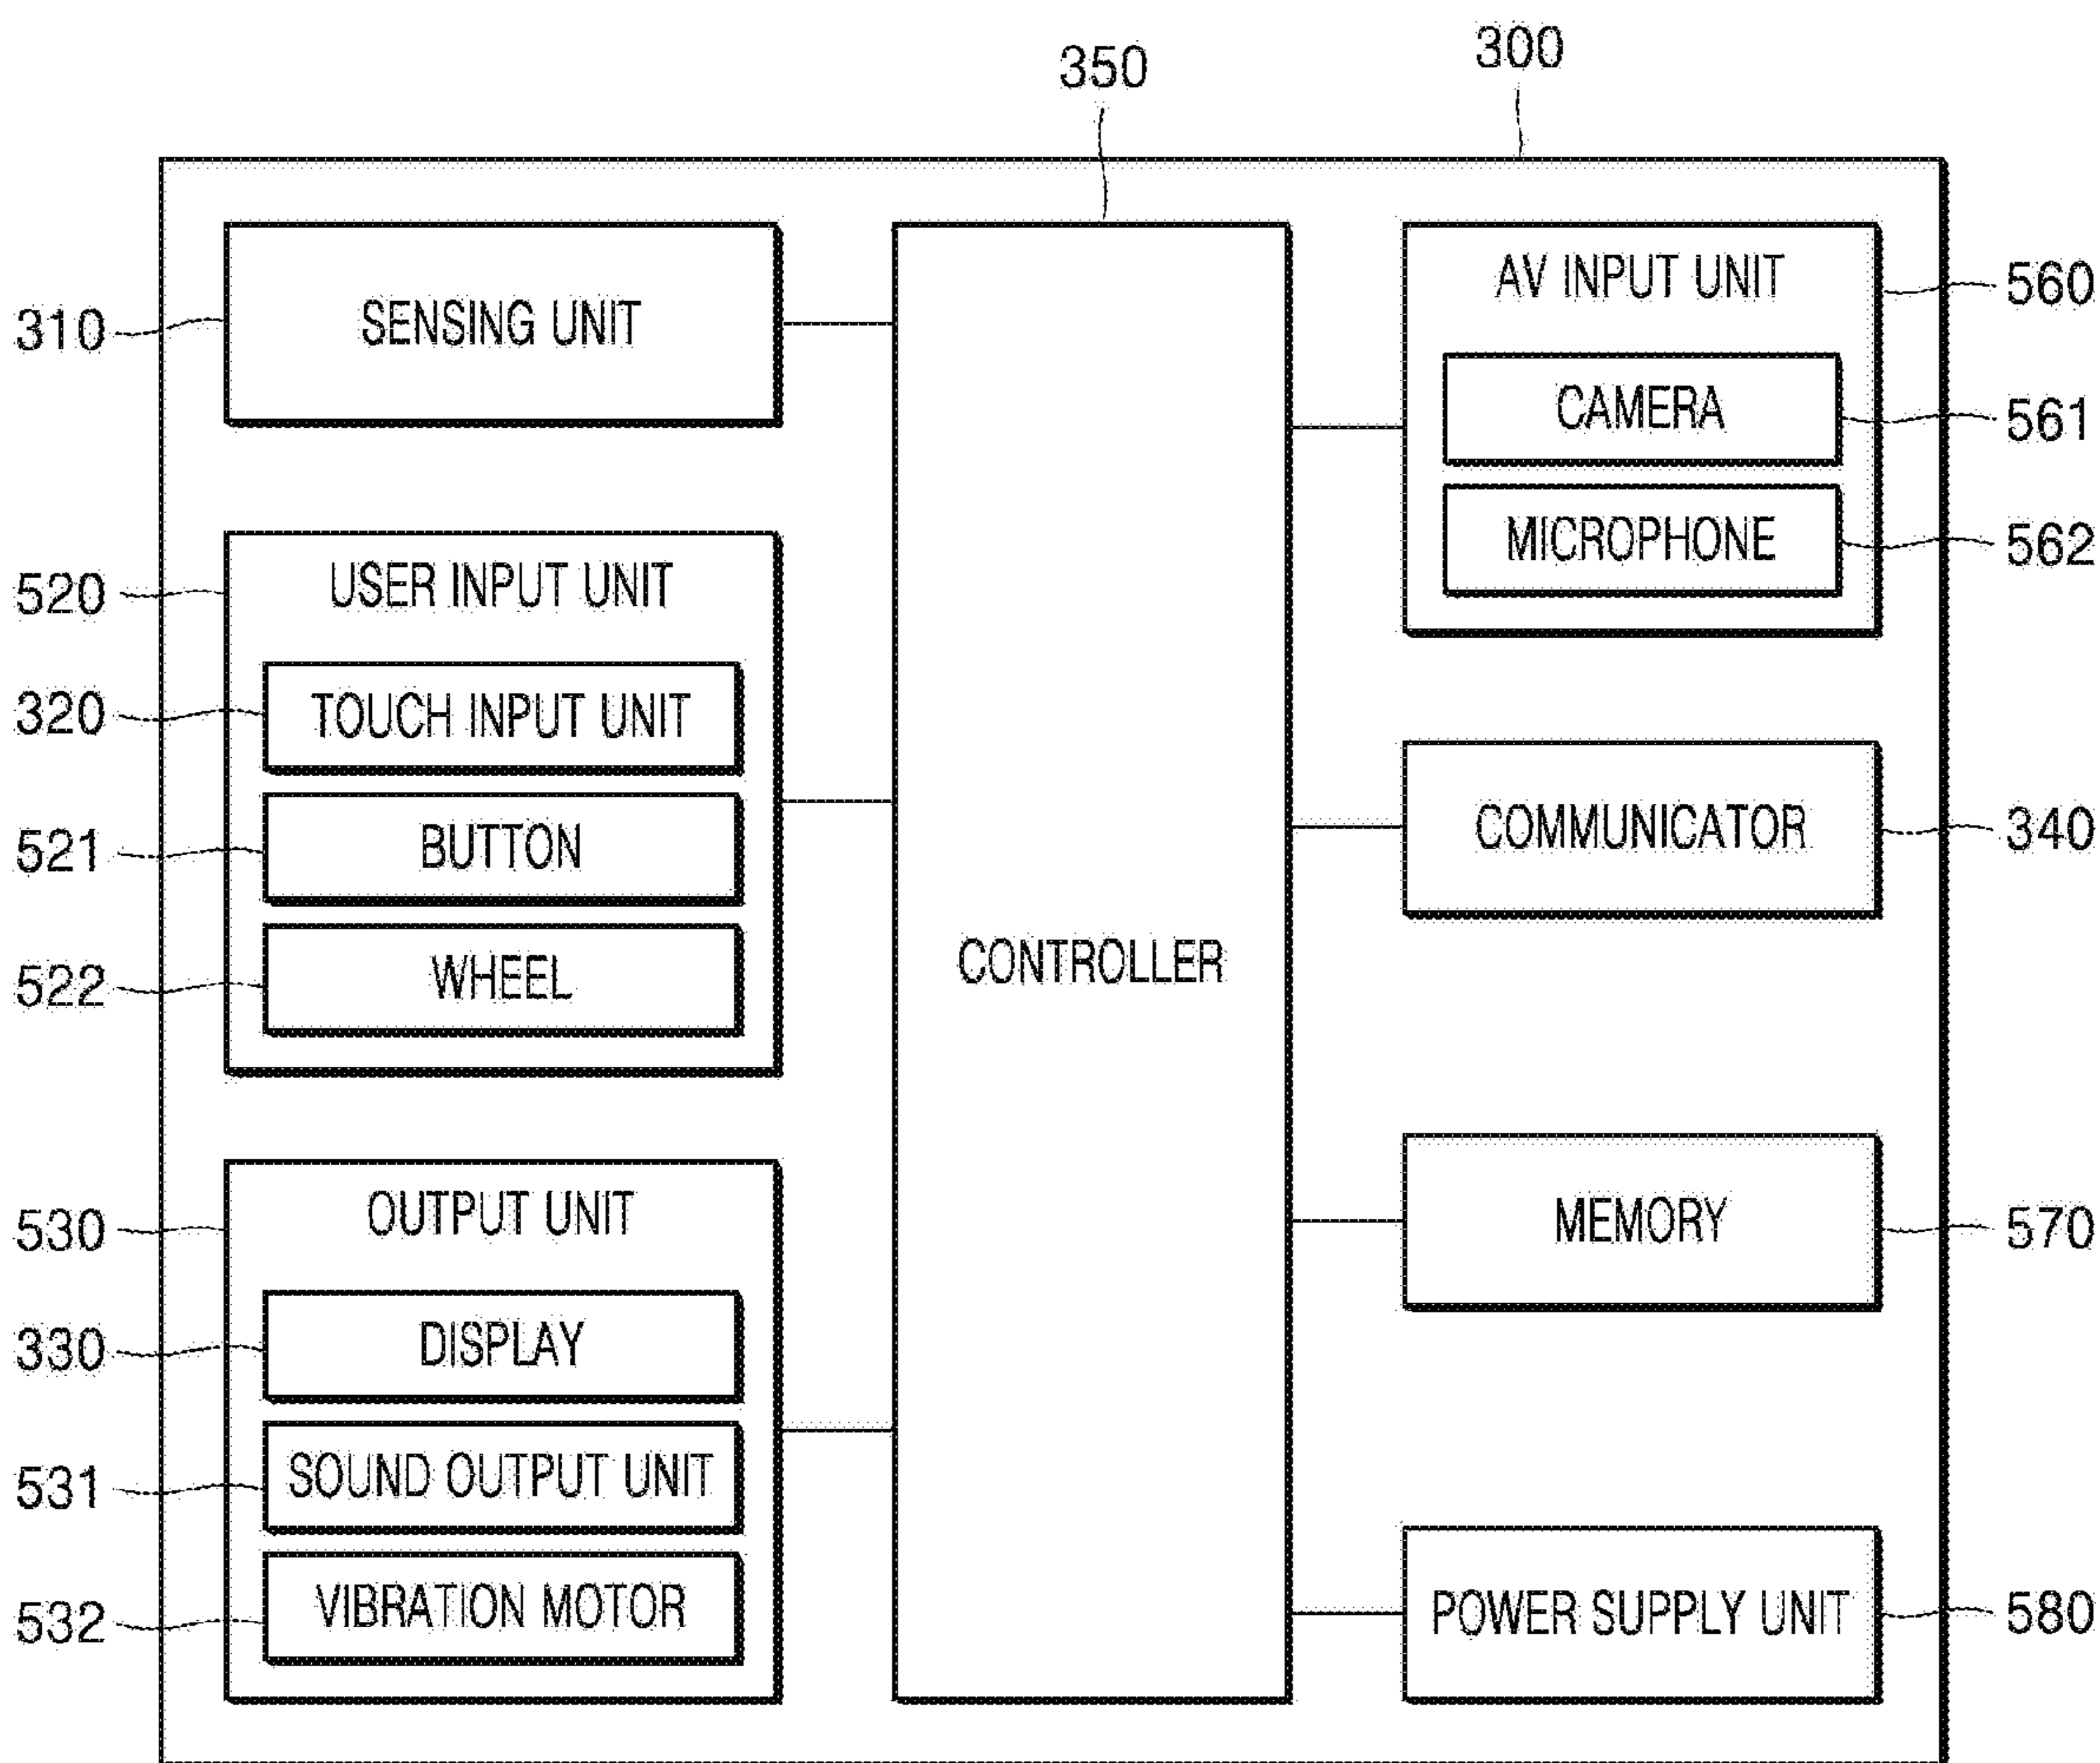 350
300
310
SENSING UNIT
520
USER INPUT UNIT
320
TOUCH INPUT UNIT
521
BUTTON
522
WHEEL
530
OUTPUT UNIT
330
DISPLAY
531
SOUND OUTPUT UNIT
532
VIBRATION MOTOR
CONTROLLER
AV INPUT UNIT
560
CAMERA
561
MICROPHONE
562
COMMUNICATOR
340
MEMORY
570
POWER SUPPLY UNIT
580